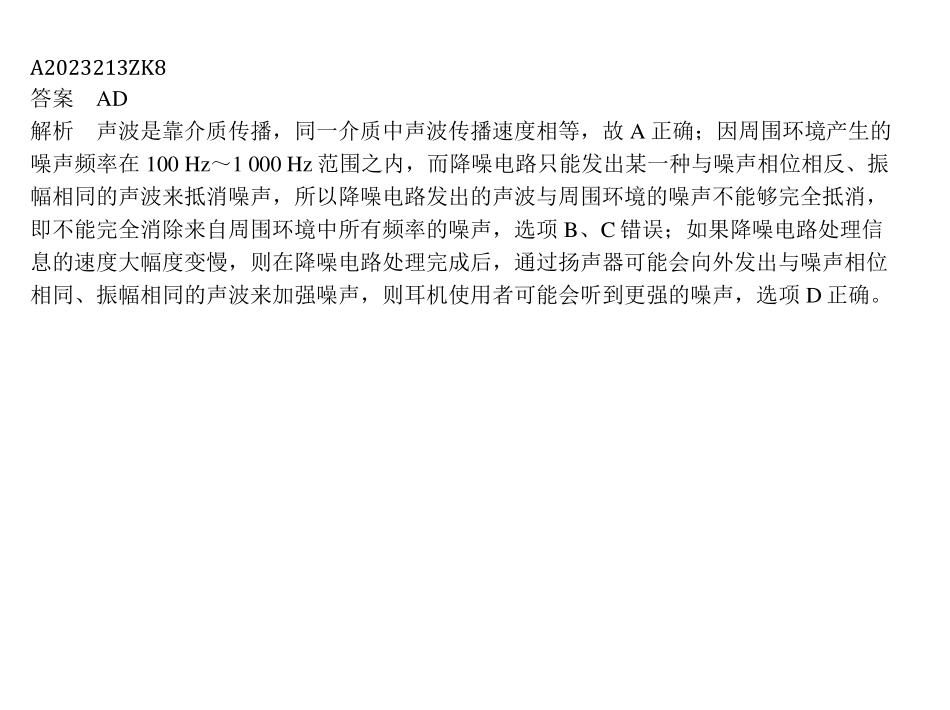 A2023213ZK8
答案 AD
解析 声波是靠介质传播，同一介质中声波传播速度相等，故 A 正确；因周围环境产生的
噪声频率在 100 Hz～1 000 Hz 范围之内，而降噪电路只能发出某一种与噪声相位相反、振
幅相同的声波来抵消噪声，所以降噪电路发出的声波与周围环境的噪声不能够完全抵消，
即不能完全消除来自周围环境中所有频率的噪声，选项 B、C 错误；如果降噪电路处理信
息的速度大幅度变慢，则在降噪电路处理完成后，通过扬声器可能会向外发出与噪声相位
相同、振幅相同的声波来加强噪声，则耳机使用者可能会听到更强的噪声，选项 D 正确。